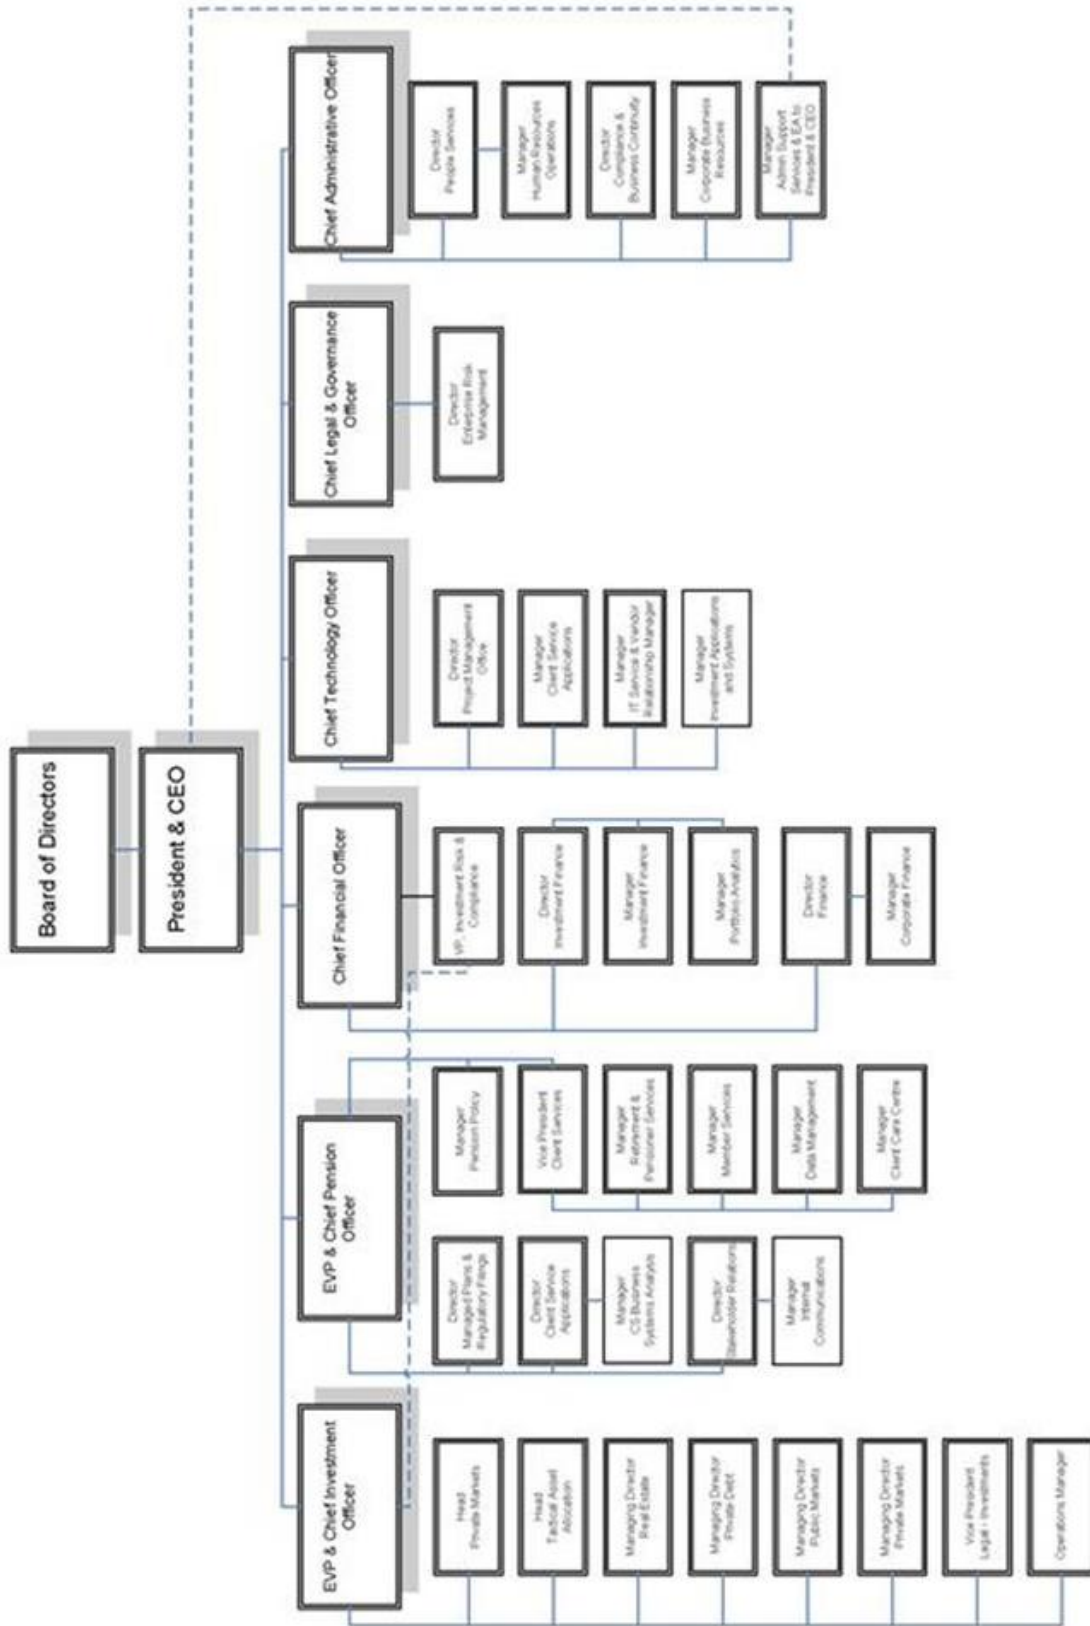 Board of Directors
President & CEO
EVP & Chief Investment
Officer
Head
Private Markets
Head
Tactical Asset
Allocation
Managing Director
Real Estate
Managing Director
Private Debt
Managing Director
Public Markets
Managing Director
Private Markets
Vice President
Legal - Investments
Operations Manager
EVP & Chief Pension
Officer
Director
Managed Plans &
Regulatory Filings
Director
Client Service
Applications
Manager
CS Business
Systems Analysts
Director
Stakeholder Relations
Manager
Internal
Communications
Manager
Pension Policy
Vice President
Client Services
Manager
Retirement &
Pensioner Services
Manager
Member Services
Manager
Data Management
Manager
Client Care Centre
Chief Financial Officer
VP, Investment Risk &
Compliance
Director
Investment Finance
Manager
Investment Finance
Manager
Portfolio Analytics
Director
Finance
Manager
Corporate Finance
Chief Technology Officer
Director
Project Management
Office
Manager
Client Service
Applications
Manager
IT Service & Vendor
Relationship Manager
Manager
Investment Applications
and Systems
Chief Legal & Governance
Officer
Director
Enterprise Risk
Management
Chief Administrative Officer
Director
People Services
Manager
Human Resources
Operations
Director
Compliance &
Business Continuity
Manager
Corporate Business
Resources
Manager
Admin Support
Services & EA to
President & CEO